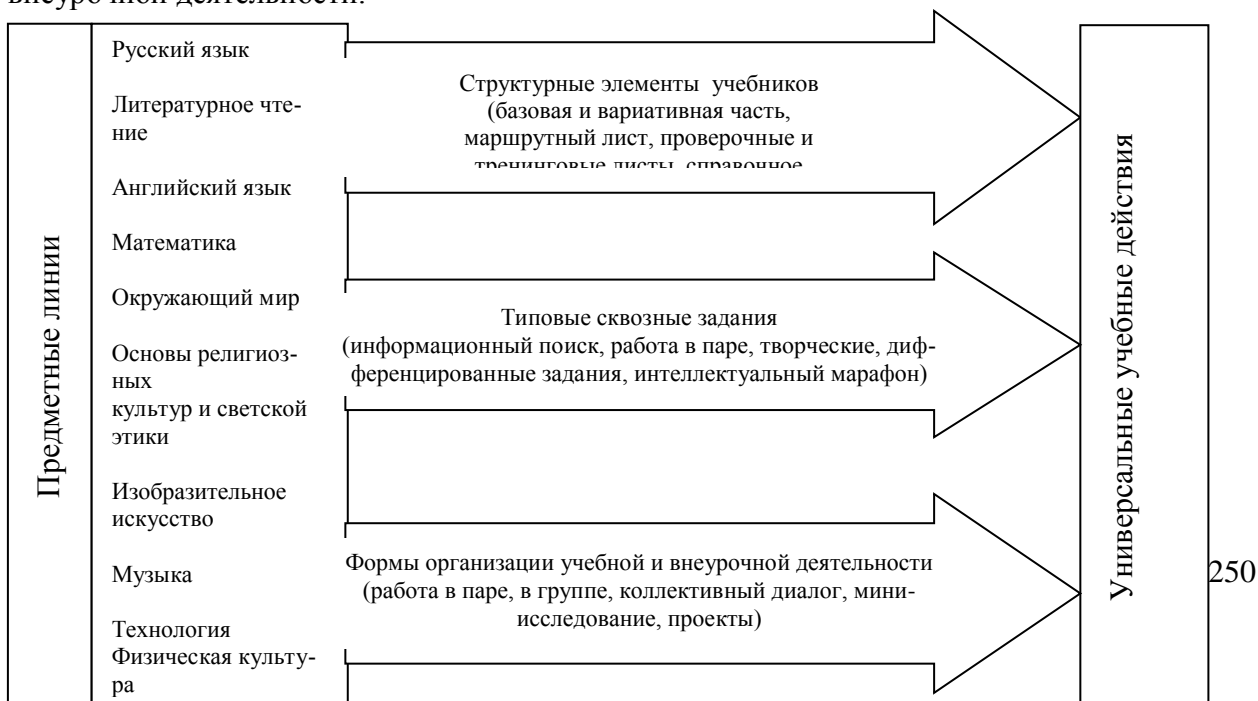 внеурочной деятельности:
Предметные линии
Русский язык
Литературное чте-
ние
Английский язык
Математика
Окружающий мир
Основы религиоз-
ных
культур и светской
этики
Изобразительное
искусство
Музыка
Технология
Физическая культу-
ра
Структурные элементы учебников
(базовая и вариативная часть,
маршрутный лист, проверочные и
тренинговые листы, справочное
Типовые сквозные задания
(информационный поиск, работа в паре, творческие, диф-
ференцированные задания, интеллектуальный марафон)
Формы организации учебной и внеурочной деятельности
(работа в паре, в группе, коллективный диалог, мини-
исследование, проекты)
Универсальные учебные действия
250